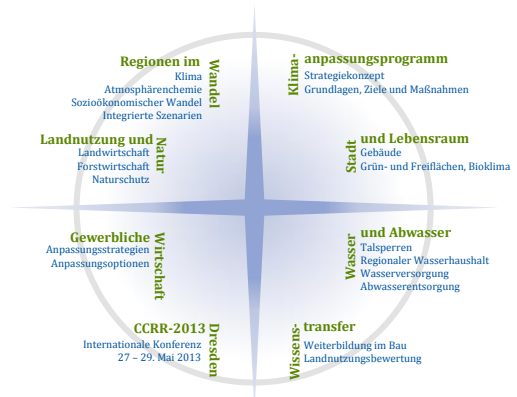 Regionen im Wandel
Klima
Atmosphärenchemie
Sozioökonomischer Wandel
Integrierte Szenarien
Landnutzung und Natur
Landwirtschaft
Forstwirtschaft
Naturschutz
Gewerbliche Wirtschaft
Anpassungsstrategien
Anpassungsoptionen
CCRR-2013 Dresden
Internationale Konferenz
27 – 29. Mai 2013
Klima- anpassungsprogramm
Strategiekonzept
Grundlagen, Ziele und Maßnahmen
Stadt und Lebensraum
Gebäude
Grün- und Freiflächen, Bioklima
Wasser und Abwasser
Talsperren
Regionaler Wasserhaushalt
Wasserversorgung
Abwasserentsorgung
Wissens- transfer
Weiterbildung im Bau
Landnutzungsbewertung